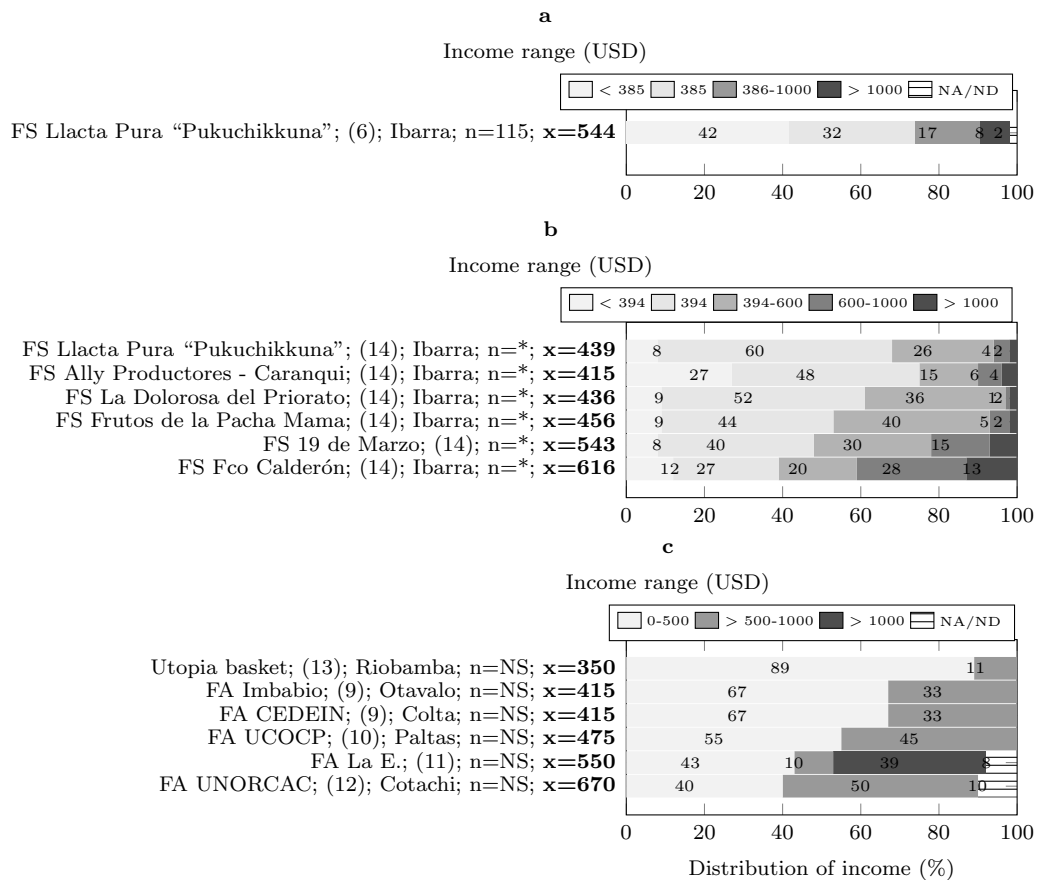 a
Income range (USD)
< 385 385 386-1000 > 1000 NA/ND
FS Llacta Pura “Pukuchikkuna”; (6); Ibarra; n=115; x=544 42 32 17 8 2
0 20 40 60 80 100
b
Income range (USD)
< 394 394 394-600 600-1000 > 1000
FS Llacta Pura “Pukuchikkuna”; (14); Ibarra; n=*; x=439 8 60 26 4 2
FS Ally Productores - Caranqui; (14); Ibarra; n=*; x=415 27 48 15 6 4
FS La Dolorosa del Priorato; (14); Ibarra; n=*; x=436 9 52 36 1 2
FS Frutos de la Pacha Mama; (14); Ibarra; n=*; x=456 9 44 40 5 2
FS 19 de Marzo; (14); n=*; x=543 8 40 30 15
FS Fco Calderón; (14); Ibarra; n=*; x=616 12 27 20 28 13
0 20 40 60 80 100
c
Income range (USD)
0-500 > 500-1000 > 1000 NA/ND
Utopia basket; (13); Riobamba; n=NS; x=350 89 11
FA Imbabio; (9); Otavalo; n=NS; x=415 67 33
FA CEDEIN; (9); Colta; n=NS; x=415 67 33
FA UCOCP; (10); Paltas; n=NS; x=475 55 45
FA La E.; (11); n=NS; x=550 43 10 39 8
FA UNORCAC; (12); Cotachi; n=NS; x=670 40 50 10
0 20 40 60 80 100
Distribution of income (%)